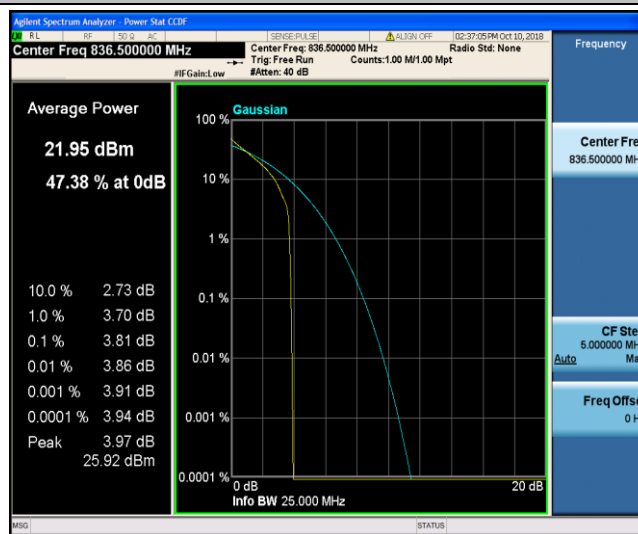 Agilent Spectrum Analyzer - Power Stat CCDF
RL RF 50 Ω AC SENSE:PULSE ALIGN OFF 02:37:05 PM Oct 10, 2018
Center Freq 836.500000 MHz
Center Freq: 836.500000 MHz Radio Std: None
Trig: Free Run Counts:1.00 M/1.00 Mpt
#IFGain:Low #Atten: 40 dB
Frequency
Average Power
21.95 dBm
47.38 % at 0dB
10.0 % 2.73 dB
1.0 % 3.70 dB
0.1 % 3.81 dB
0.01 % 3.86 dB
0.001 % 3.91 dB
0.0001 % 3.94 dB
Peak 3.97 dB
25.92 dBm
Gaussian
100 %
10 %
1 %
0.1 %
0.01 %
0.001 %
0.0001 %
0 dB 20 dB
Info BW 25.000 MHz
Center Fre
836.500000 MH
CF Ste
5.000000 MH
Auto Ma
Freq Offs
0 H
MSG STATUS